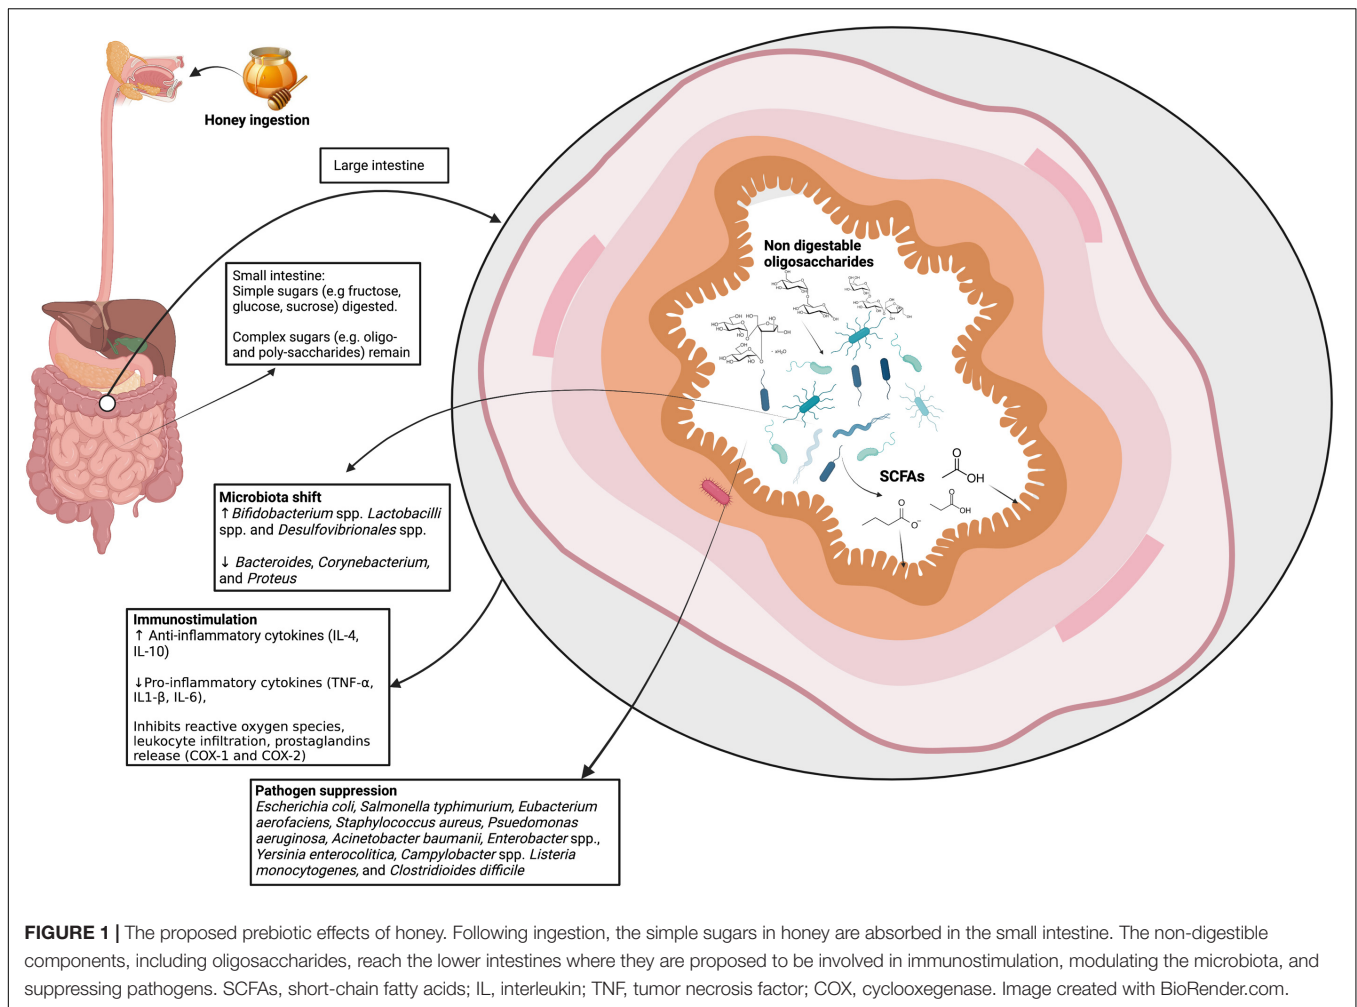 Honey ingestion
Large intestine
Small intestine:
Simple sugars (e.g fructose,
glucose, sucrose) digested.
Complex sugars (e.g. oligo-
and poly-saccharides) remain
Non digestable
oligosaccharides
SCFAs
Microbiota shift
↑Bifidobacterium spp. Lactobacilli
spp. and Desulfovibrionales spp.
↓ Bacteroides, Corynebacterium,
and Proteus
Immunostimulation
↑ Anti-inflammatory cytokines (IL-4,
IL-10)
↓Pro-inflammatory cytokines (TNF-α,
IL1-β, IL-6),
Inhibits reactive oxygen species,
leukocyte infiltration, prostaglandins
release (COX-1 and COX-2)
Pathogen suppression
Escherichia coli, Salmonella typhimurium, Eubacterium
aerofaciens, Staphylococcus aureus, Psuedomonas
aeruginosa, Acinetobacter baumanii, Enterobacter spp.,
Yersinia enterocolitica, Campylobacter spp. Listeria
monocytogenes, and Clostridioides difficile
FIGURE 1 | The proposed prebiotic effects of honey. Following ingestion, the simple sugars in honey are absorbed in the small intestine. The non-digestible
components, including oligosaccharides, reach the lower intestines where they are proposed to be involved in immunostimulation, modulating the microbiota, and
suppressing pathogens. SCFAs, short-chain fatty acids; IL, interleukin; TNF, tumor necrosis factor; COX, cyclooxegenase. Image created with BioRender.com.